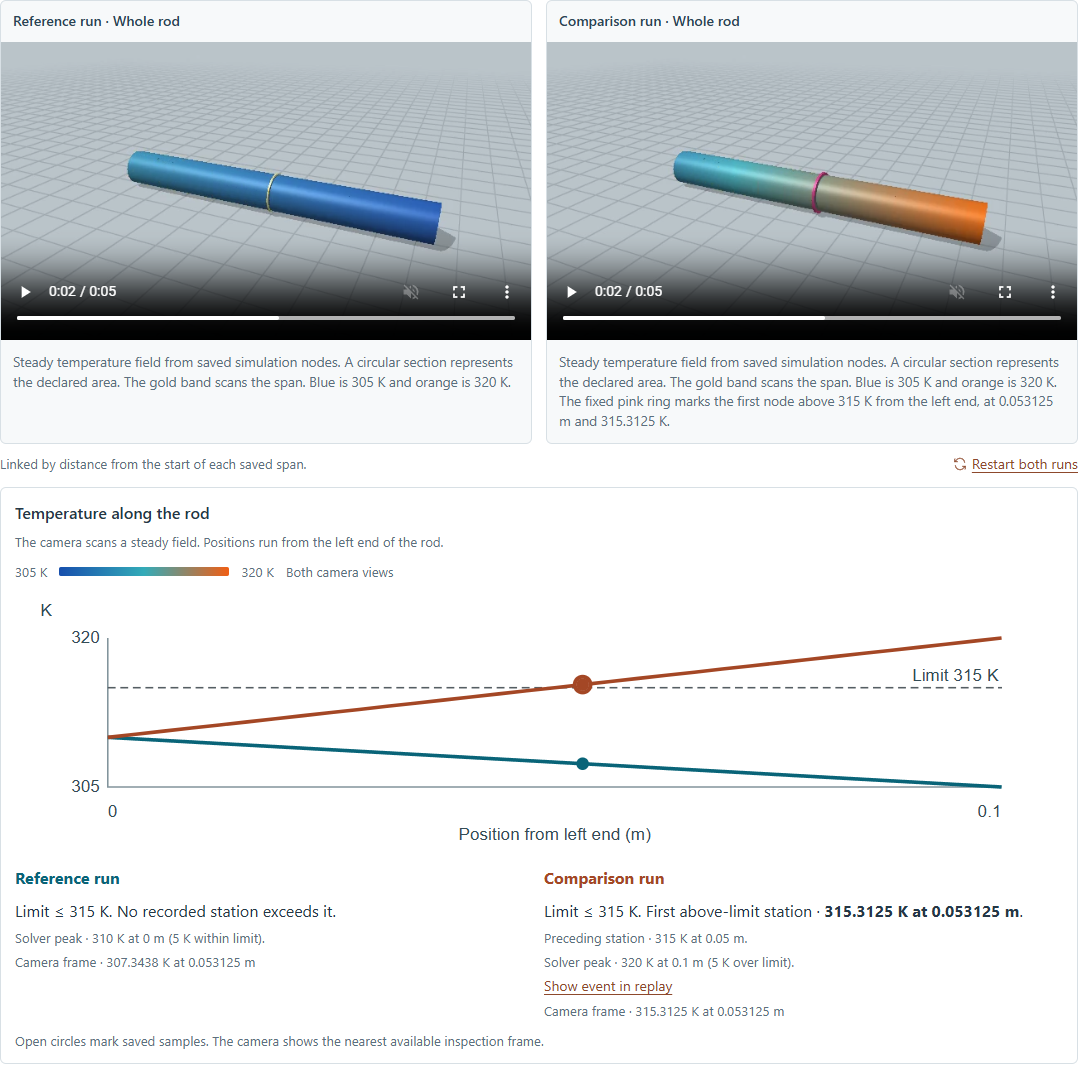 Reference run · Whole rod
Comparison run · Whole rod
0:02 / 0:05
0:02 / 0:05
Steady temperature field from saved simulation nodes. A circular section represents
the declared area. The gold band scans the span. Blue is 305 K and orange is 320 K.
Steady temperature field from saved simulation nodes. A circular section represents
the declared area. The gold band scans the span. Blue is 305 K and orange is 320 K.
The fixed pink ring marks the first node above 315 K from the left end, at 0.053125
m and 315.3125 K.
Linked by distance from the start of each saved span.
Restart both runs
Temperature along the rod
The camera scans a steady field. Positions run from the left end of the rod.
305 K 320 K Both camera views
K
320
Limit 315 K
305
0 0.1
Position from left end (m)
Reference run
Limit ≤ 315 K. No recorded station exceeds it.
Solver peak · 310 K at 0 m (5 K within limit).
Camera frame · 307.3438 K at 0.053125 m
Comparison run
Limit ≤ 315 K. First above-limit station · 315.3125 K at 0.053125 m.
Preceding station · 315 K at 0.05 m.
Solver peak · 320 K at 0.1 m (5 K over limit).
Show event in replay
Camera frame · 315.3125 K at 0.053125 m
Open circles mark saved samples. The camera shows the nearest available inspection frame.